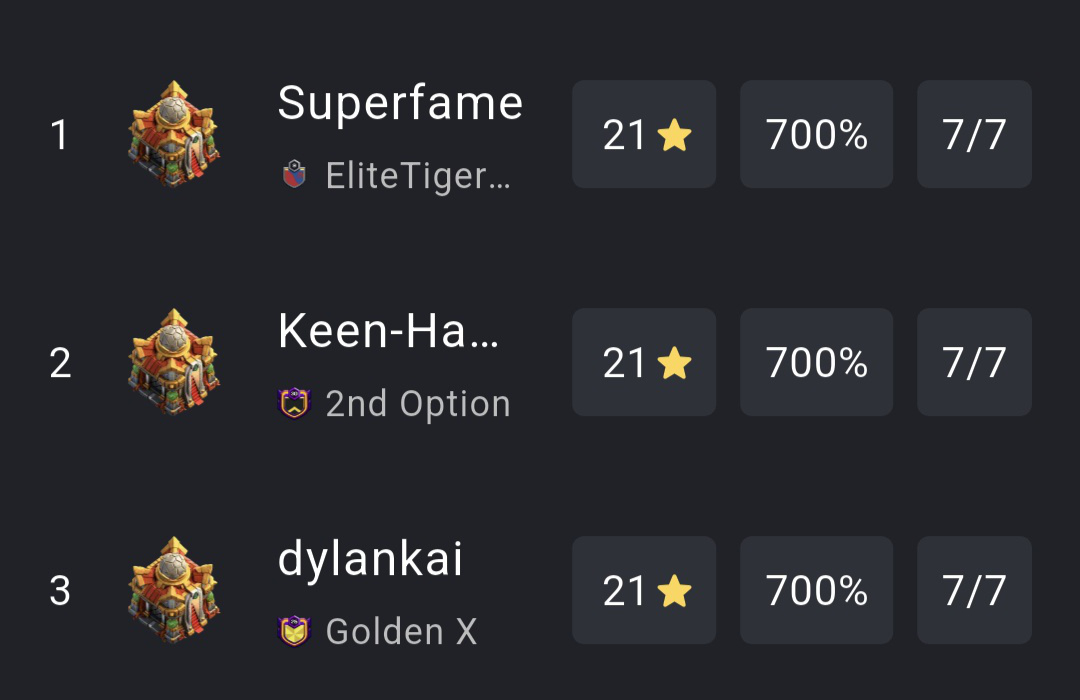 1
Superfame
EliteTiger…
21
700%
7/7
2
Keen-Ha…
2nd Option
21
700%
7/7
3
dylankai
Golden X
21
700%
7/7